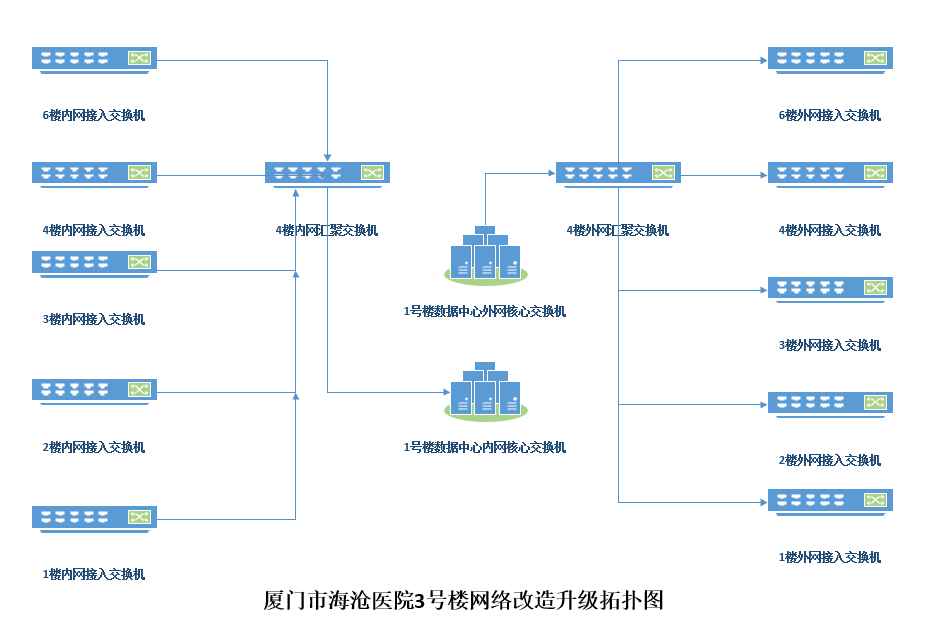 6楼内网接入交换机
6楼外网接入交换机
4楼内网接入交换机
4楼内网汇聚交换机
4楼外网汇聚交换机
4楼外网接入交换机
1号楼数据中心外网核心交换机
3楼内网接入交换机
3楼外网接入交换机
2楼内网接入交换机
1号楼数据中心内网核心交换机
2楼外网接入交换机
1楼内网接入交换机
1楼外网接入交换机
厦门市海沧医院3号楼网络改造升级拓扑图